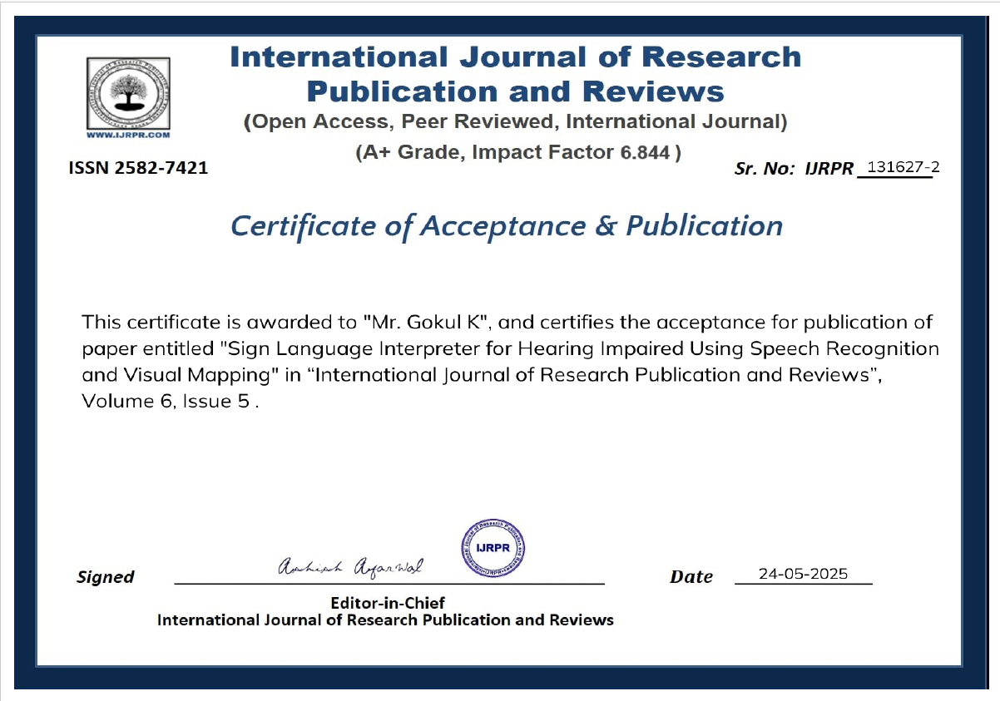 International Journal of Research
Publication and Reviews
(Open Access, Peer Reviewed, International Journal)
(A+ Grade, Impact Factor 6.844 )
WWW.IJRPR.COM
ISSN 2582-7421
Sr. No: IJRPR 131627-2
Certificate of Acceptance & Publication
This certificate is awarded to "Mr. Gokul K", and certifies the acceptance for publication of
paper entitled "Sign Language Interpreter for Hearing Impaired Using Speech Recognition
and Visual Mapping" in “International Journal of Research Publication and Reviews”,
Volume 6, Issue 5 .
IJRPR
Signed Ashish Agarwal
Date 24-05-2025
Editor-in-Chief
International Journal of Research Publication and Reviews